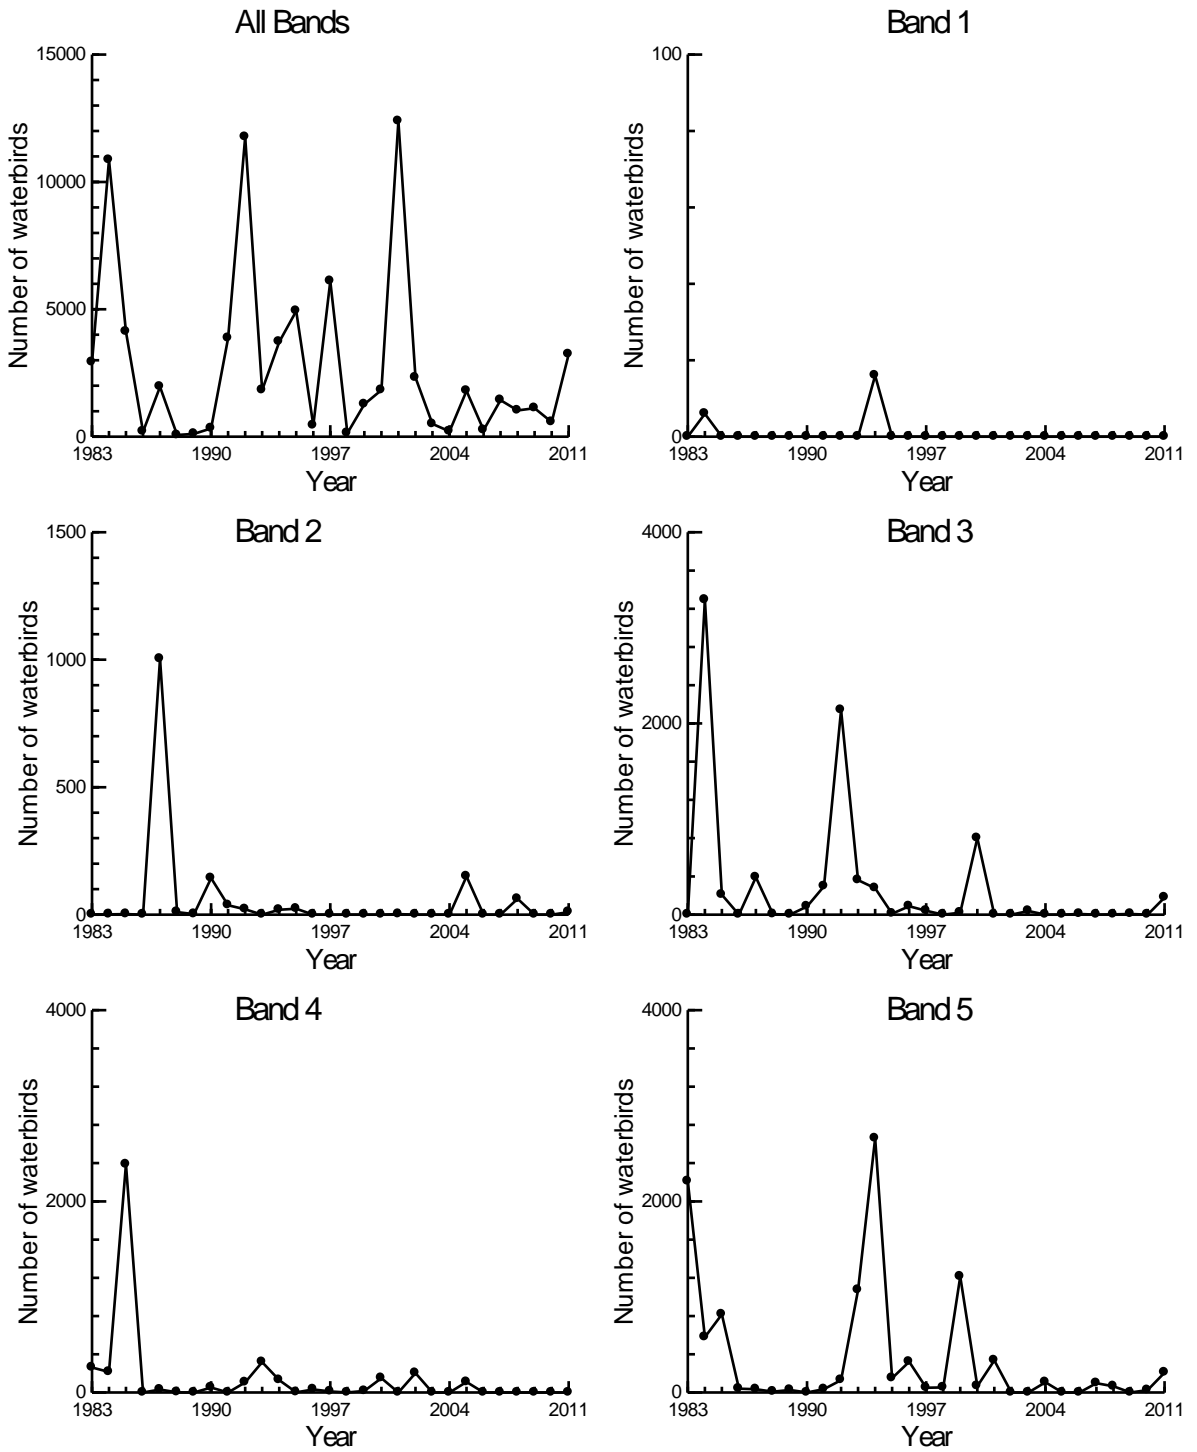 All Bands
15000
10000
5000
0
Number of waterbirds
1983 1990 1997 2004 2011
Year
Band 1
100
0
Number of waterbirds
1983 1990 1997 2004 2011
Year
Band 2
1500
1000
500
0
Number of waterbirds
1983 1990 1997 2004 2011
Year
Band 3
4000
2000
0
Number of waterbirds
1983 1990 1997 2004 2011
Year
Band 4
4000
2000
0
Number of waterbirds
1983 1990 1997 2004 2011
Year
Band 5
4000
2000
0
Number of waterbirds
1983 1990 1997 2004 2011
Year